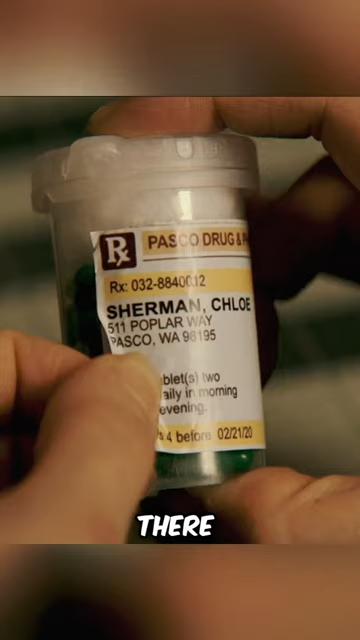 Rx PASCO DRUG &
Rx: 032-8840012
SHERMAN, CHLOE
511 POPLAR WAY
PASCO, WA 98195
ablet(s) two
aily in morning
evening.
4 before 02/21/20
THERE